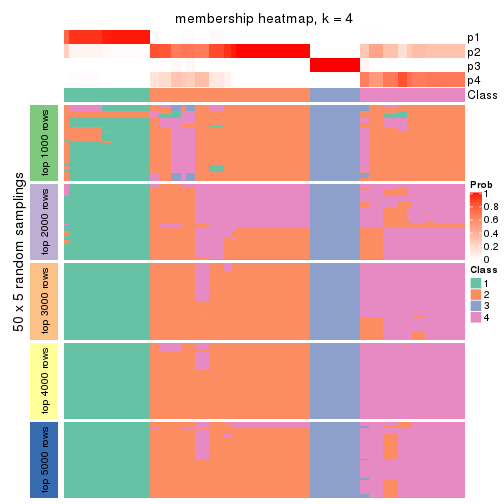 membership heatmap, k = 4
p1
p2
p3
p4
Class
50 x 5 random samplings
top 1000 rows
top 2000 rows
top 3000 rows
top 4000 rows
top 5000 rows
Prob
1
0.8
0.6
0.4
0.2
0
Class
1
2
3
4